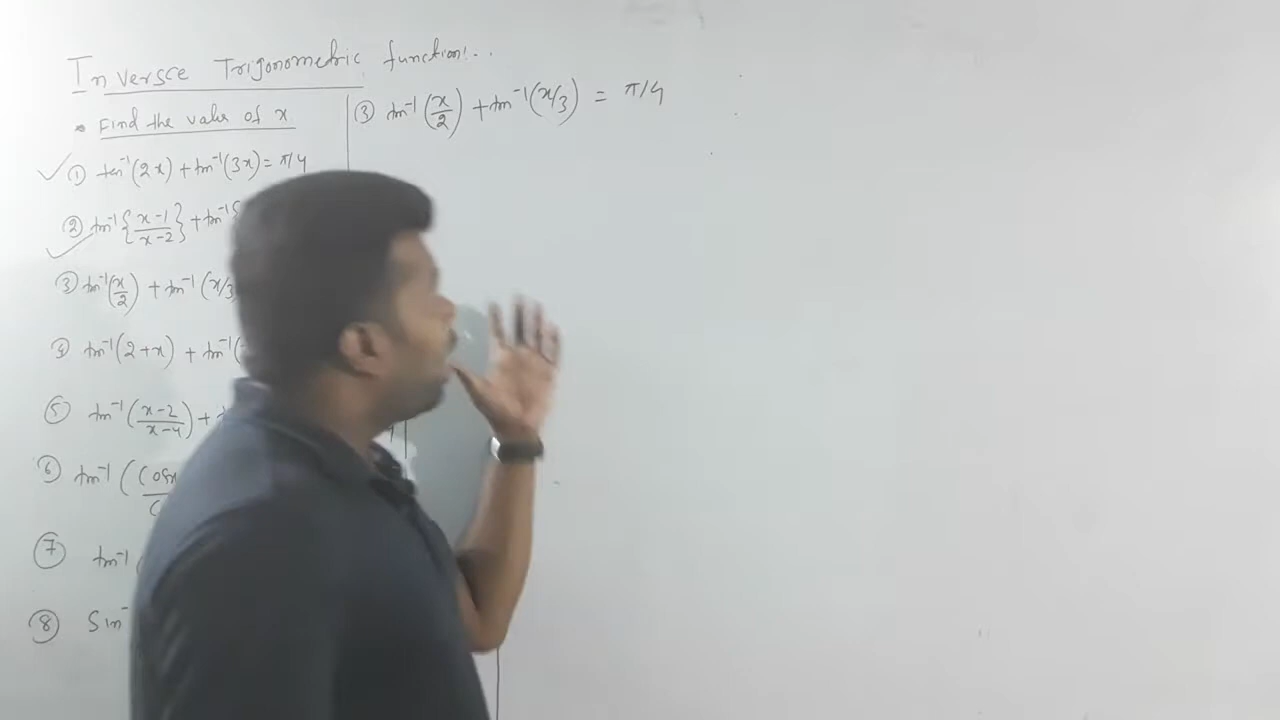 Inversce Trigonometric function...
• Find the value of x
① tan⁻¹(2x) + tan⁻¹(3x) = π/4
② tan⁻¹{x-1/x-2} + tan⁻¹{
③ tan⁻¹(x/2) + tan⁻¹(x/3
④ tan⁻¹(2+x) + tan⁻¹(
⑤ tan⁻¹(x-2/x-4) +
⑥ tan⁻¹(cosx
⑦ tan⁻¹
⑧ Sin⁻
③ tan⁻¹(x/2) + tan⁻¹(x/3) = π/4